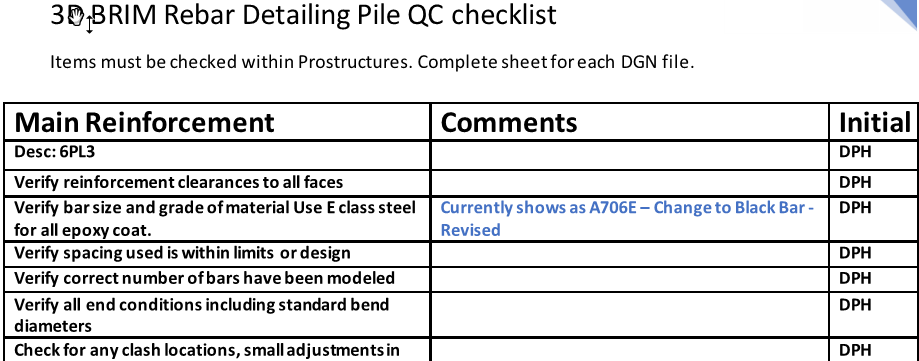 3D BRIM Rebar Detailing Pile QC checklist
Items must be checked within Prostructures. Complete sheet for each DGN file.
Main Reinforcement Comments Initial
Desc: 6PL3 DPH
Verify reinforcement clearances to all faces DPH
Verify bar size and grade of material Use E class steel Currently shows as A706E – Change to Black Bar - DPH
for all epoxy coat. Revised
Verify spacing used is within limits or design DPH
Verify correct number of bars have been modeled DPH
Verify all end conditions including standard bend DPH
diameters
Check for any clash locations, small adjustments in DPH